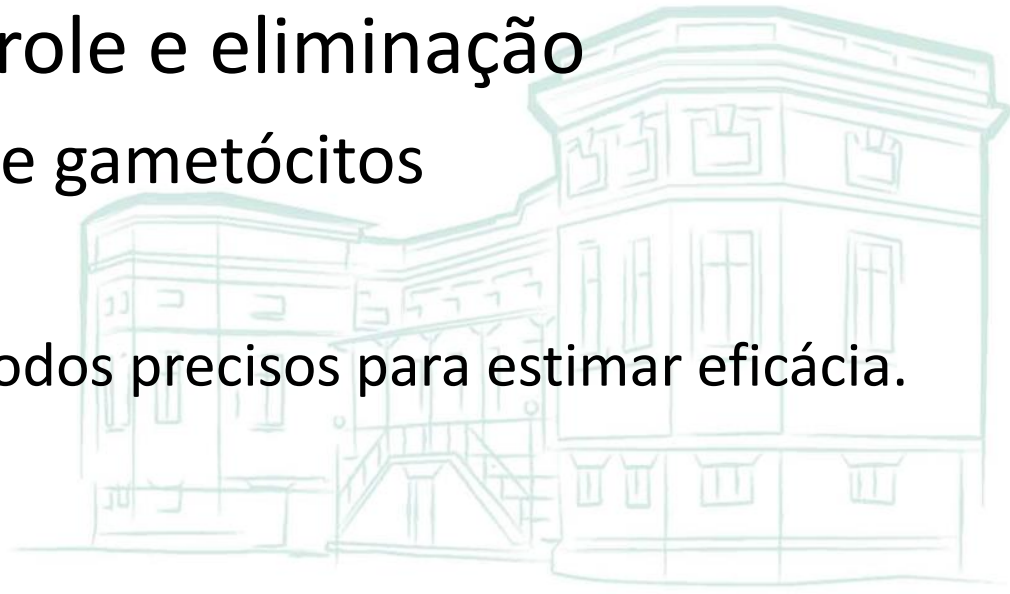 role e eliminação
e gametócitos
odos precisos para estimar eficácia.